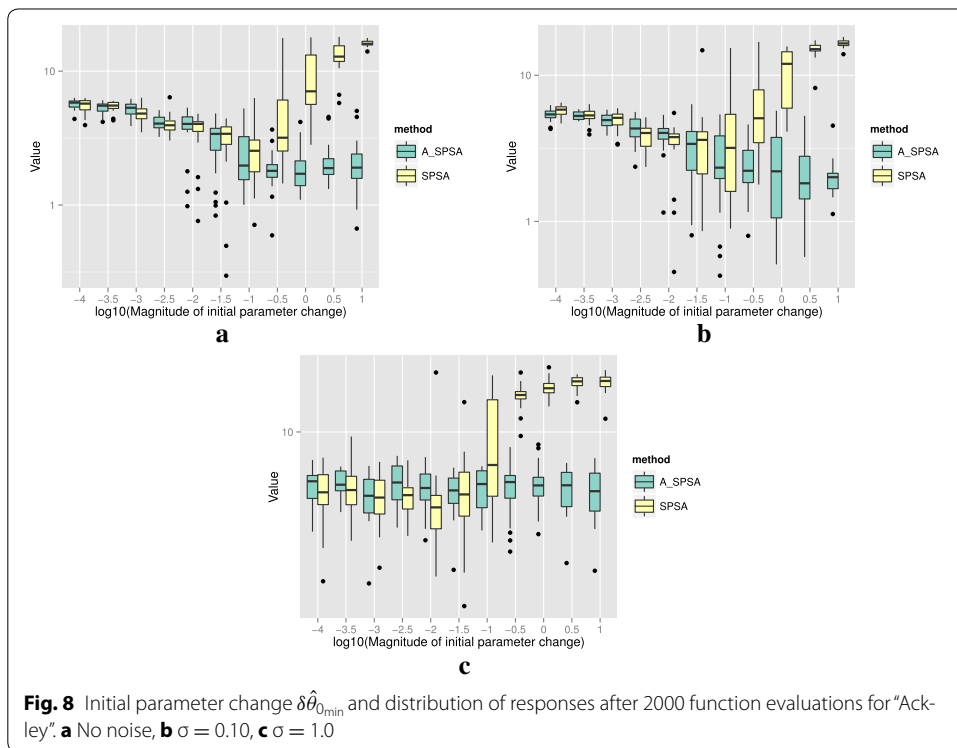 10
1
Value
−4 −3.5 −3 −2.5 −2 −1.5 −1 −0.5 0 0.5 1
log10(Magnitude of initial parameter change)
method
A_SPSA
SPSA
a
10
1
Value
−4 −3.5 −3 −2.5 −2 −1.5 −1 −0.5 0 0.5 1
log10(Magnitude of initial parameter change)
method
A_SPSA
SPSA
b
10
Value
−4 −3.5 −3 −2.5 −2 −1.5 −1 −0.5 0 0.5 1
log10(Magnitude of initial parameter change)
method
A_SPSA
SPSA
c
Fig. 8 Initial parameter change δθ̂₀ₘᵢₙ and distribution of responses after 2000 function evaluations for “Ack-
ley”. a No noise, b σ = 0.10, c σ = 1.0